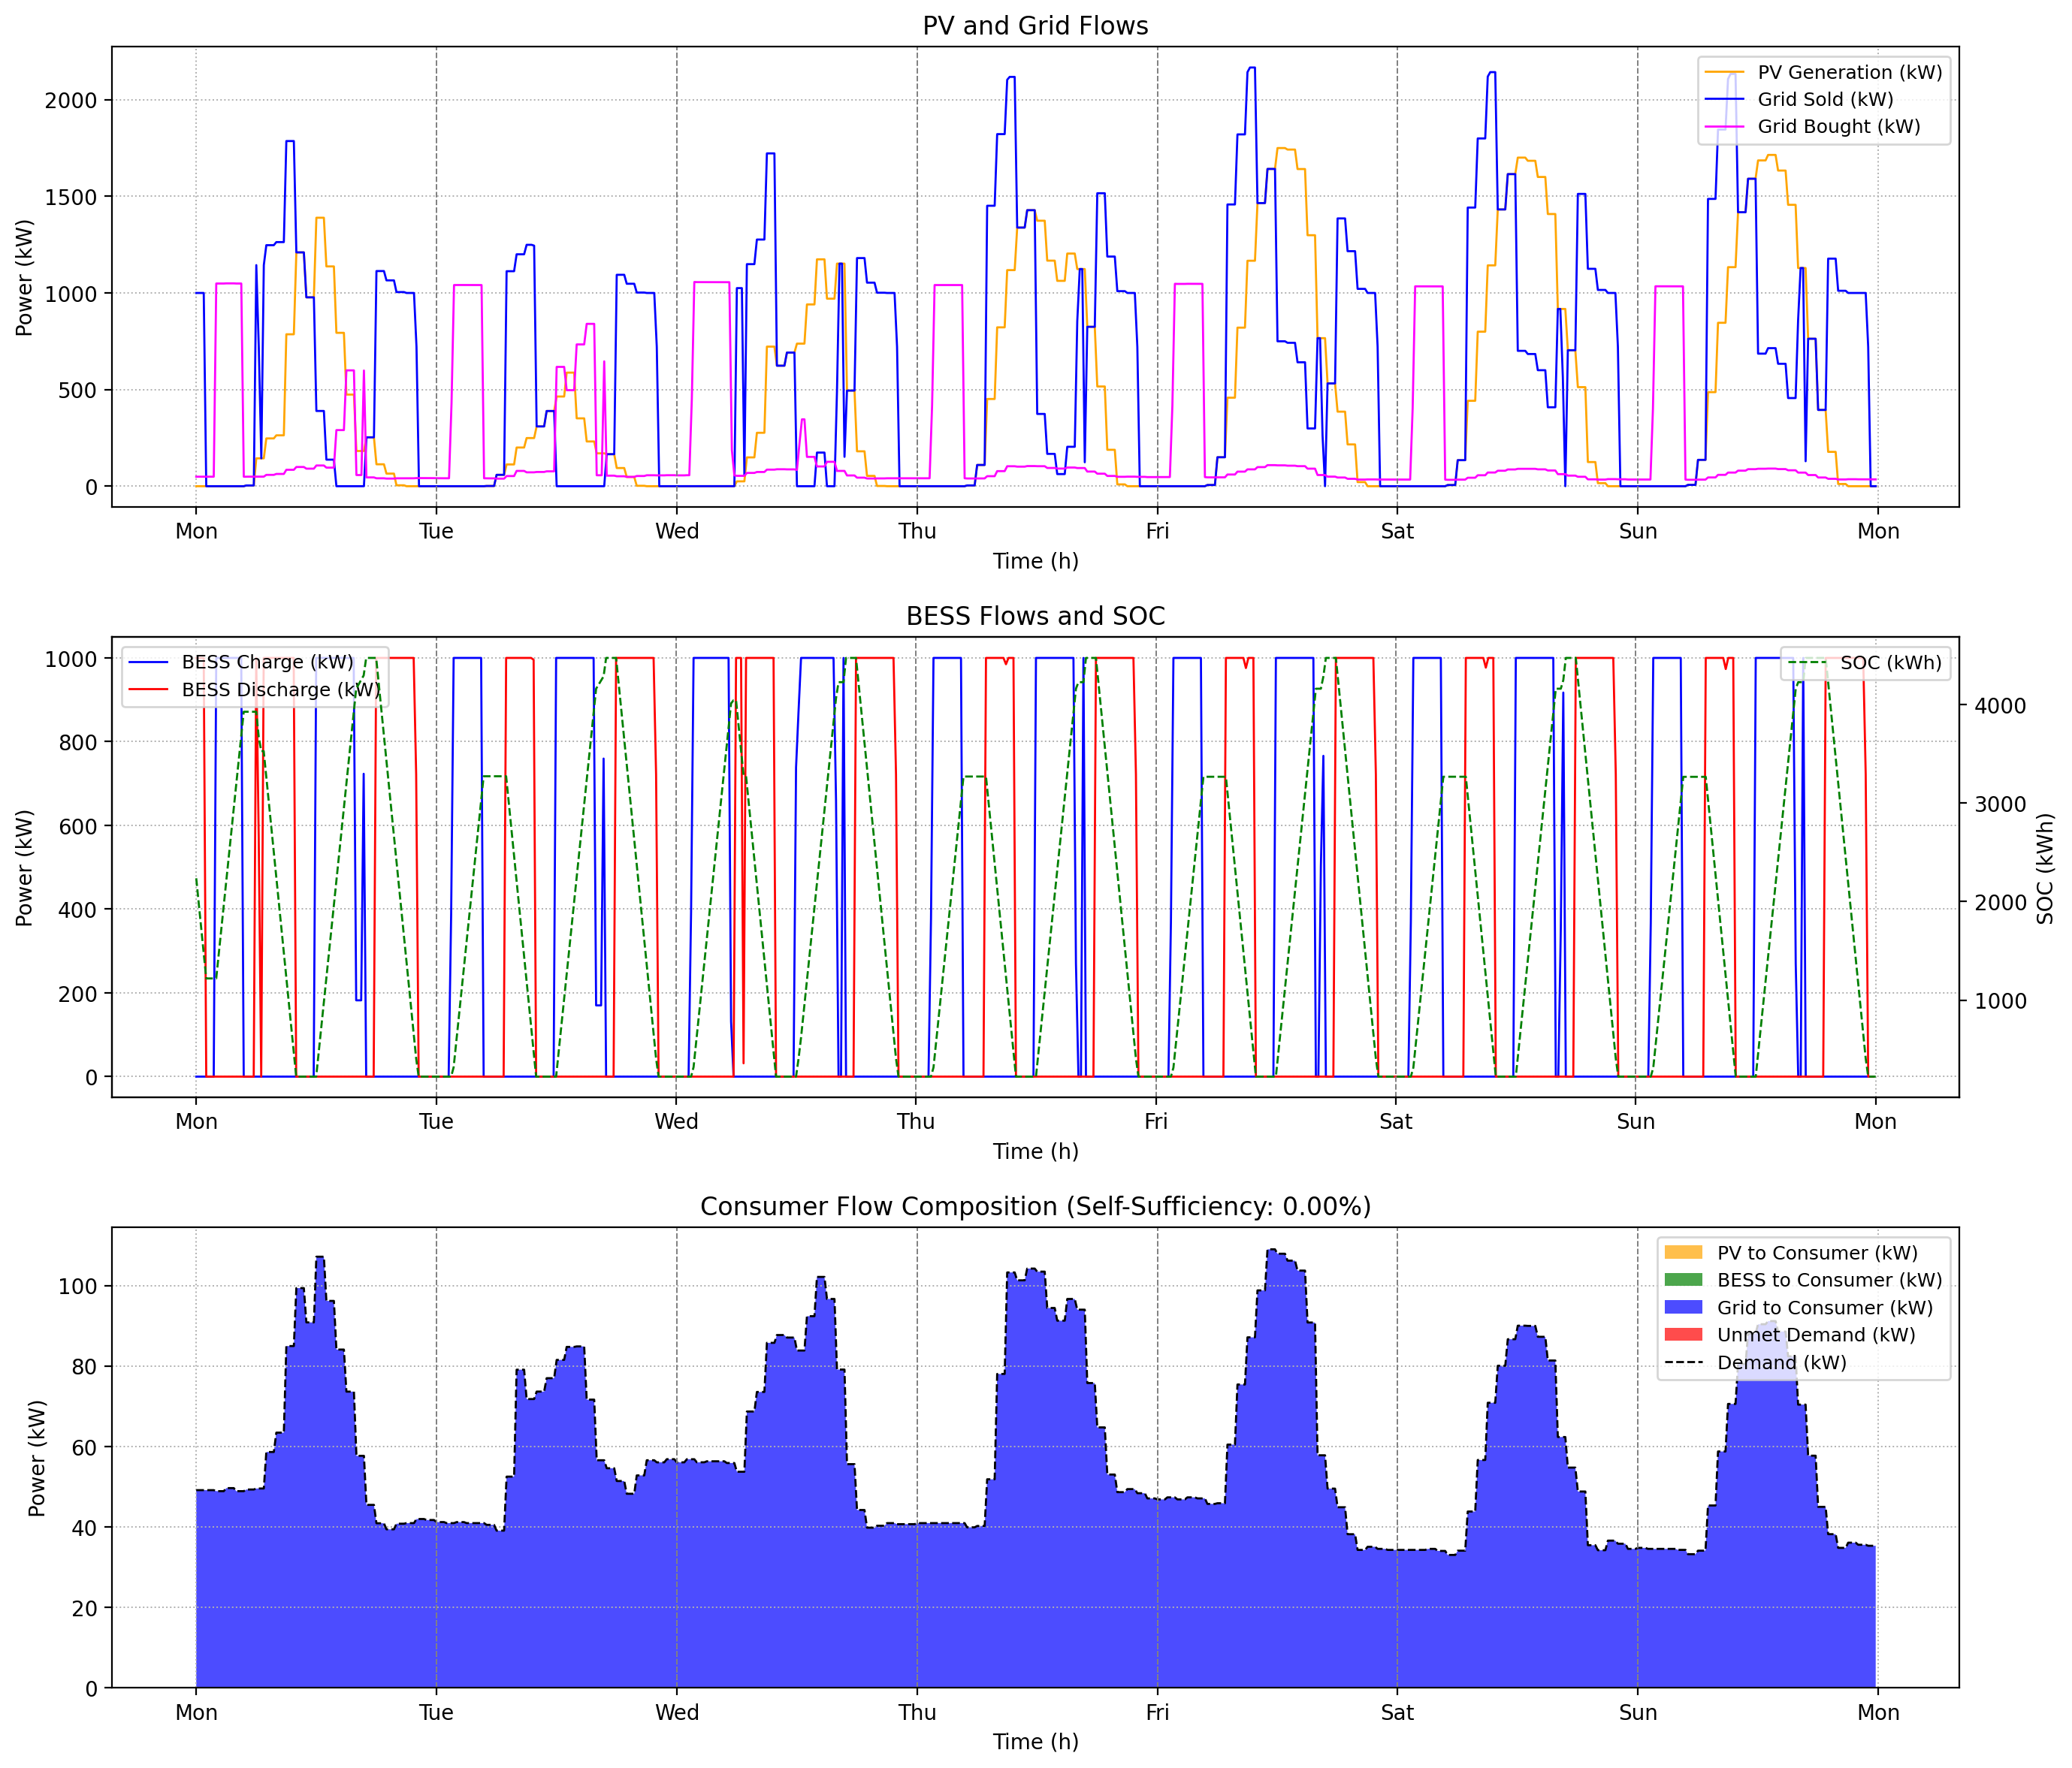 PV and Grid Flows
PV Generation (kW)
Grid Sold (kW)
Grid Bought (kW)
Power (kW)
2000
1500
1000
500
0
Mon Tue Wed Thu Fri Sat Sun Mon
Time (h)
BESS Flows and SOC
BESS Charge (kW)
BESS Discharge (kW)
SOC (kWh)
Power (kW)
1000
800
600
400
200
0
4000
3000
2000
1000
SOC (kWh)
Mon Tue Wed Thu Fri Sat Sun Mon
Time (h)
Consumer Flow Composition (Self-Sufficiency: 0.00%)
PV to Consumer (kW)
BESS to Consumer (kW)
Grid to Consumer (kW)
Unmet Demand (kW)
Demand (kW)
Power (kW)
100
80
60
40
20
0
Mon Tue Wed Thu Fri Sat Sun Mon
Time (h)